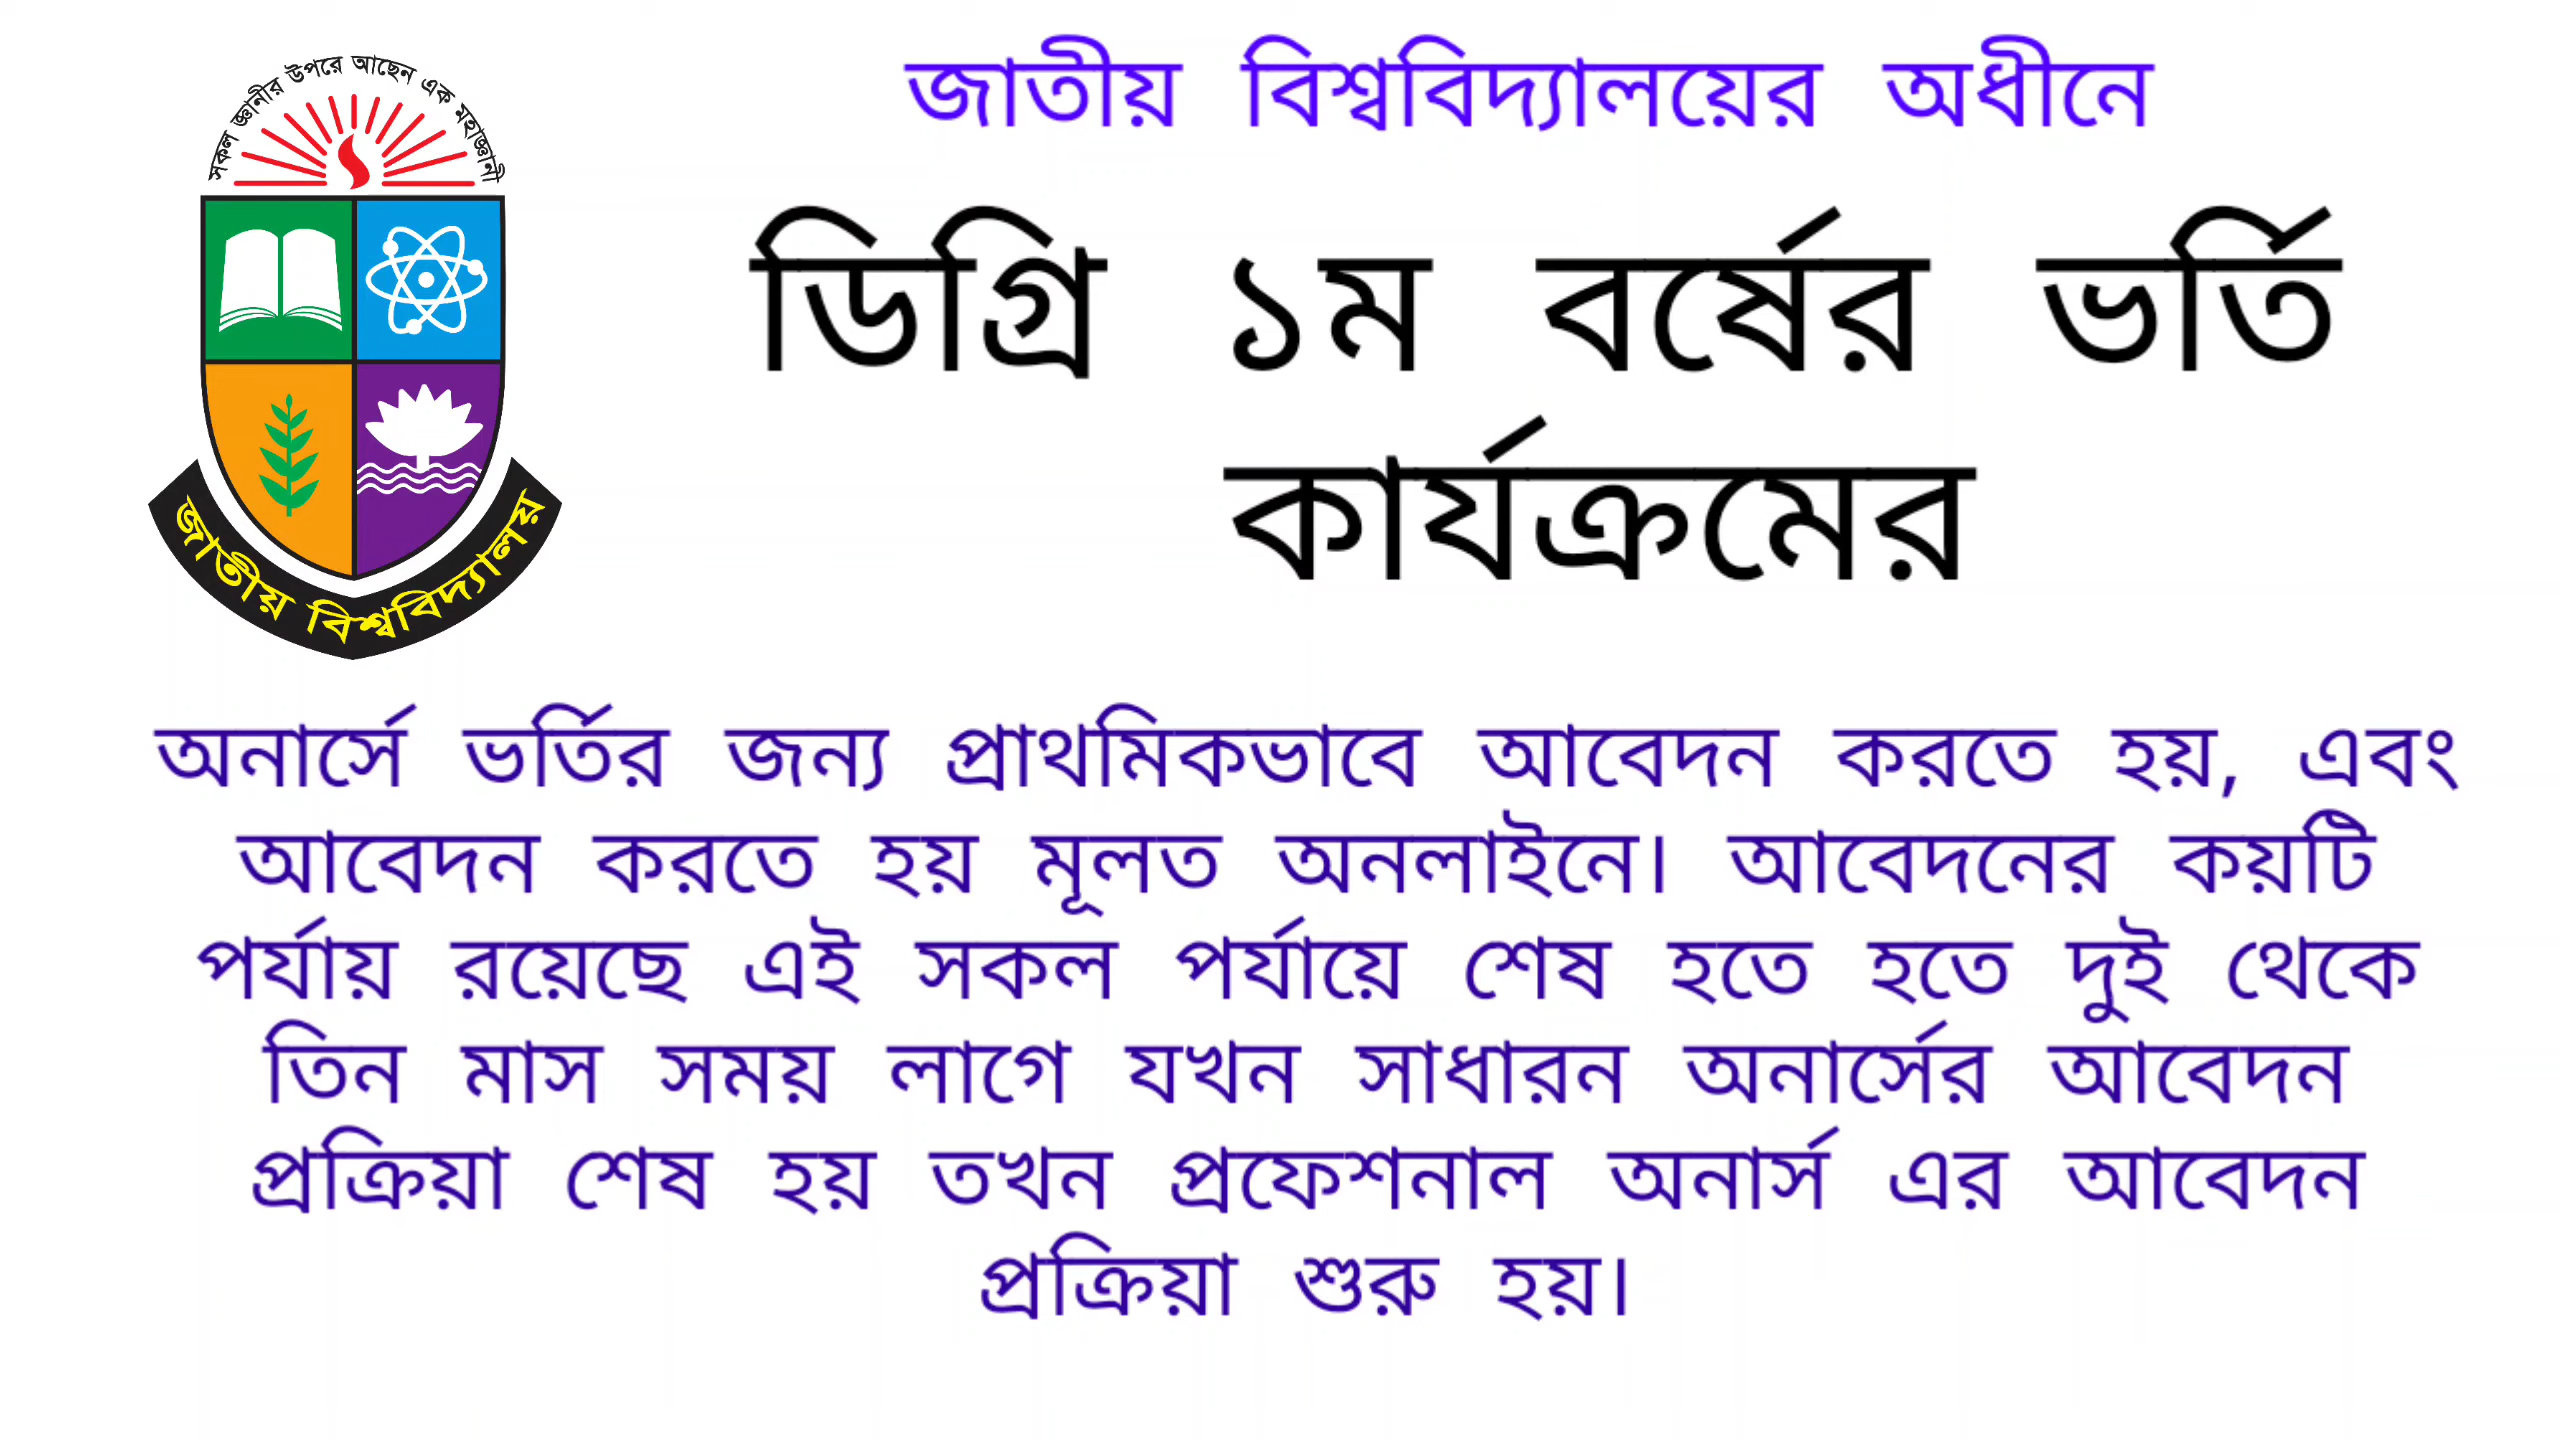 সকল জ্ঞানীর উপরে আছেন এক মহাজ্ঞানী
জাতীয় বিশ্ববিদ্যালয়
জাতীয় বিশ্ববিদ্যালয়ের অধীনে
ডিগ্রি ১ম বর্ষের ভর্তি
কার্যক্রমের
অনার্সে ভর্তির জন্য প্রাথমিকভাবে আবেদন করতে হয়, এবং
আবেদন করতে হয় মূলত অনলাইনে। আবেদনের কয়টি
পর্যায় রয়েছে এই সকল পর্যায়ে শেষ হতে হতে দুই থেকে
তিন মাস সময় লাগে যখন সাধারন অনার্সের আবেদন
প্রক্রিয়া শেষ হয় তখন প্রফেশনাল অনার্স এর আবেদন
প্রক্রিয়া শুরু হয়।